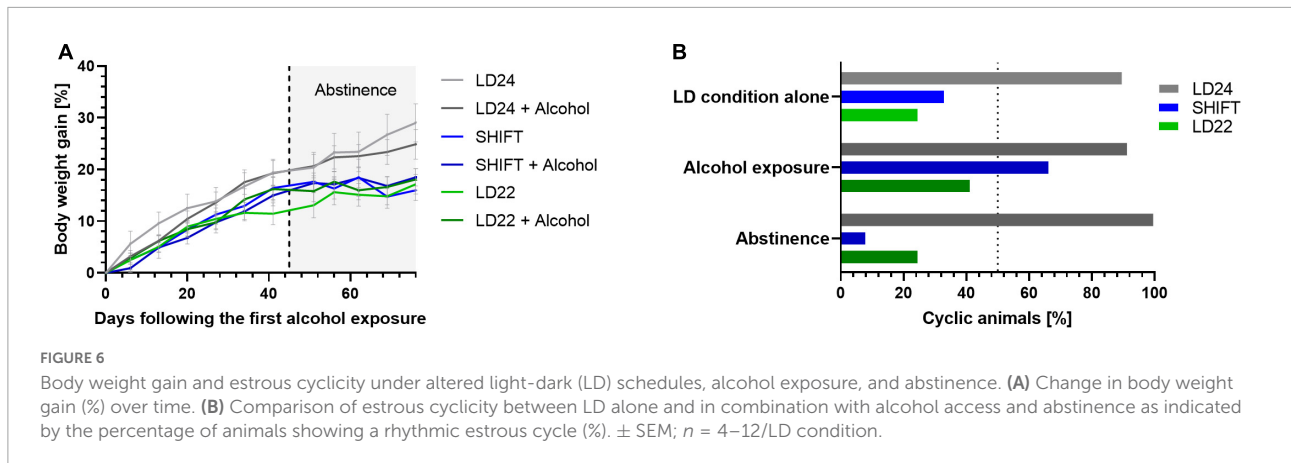 A
Body weight gain [%]
40
30
20
10
0
0 20 40 60
Days following the first alcohol exposure
Abstinence
LD24
LD24 + Alcohol
SHIFT
SHIFT + Alcohol
LD22
LD22 + Alcohol
B
LD condition alone
Alcohol exposure
Abstinence
0 20 40 60 80 100
Cyclic animals [%]
LD24
SHIFT
LD22
FIGURE 6
Body weight gain and estrous cyclicity under altered light-dark (LD) schedules, alcohol exposure, and abstinence. (A) Change in body weight
gain (%) over time. (B) Comparison of estrous cyclicity between LD alone and in combination with alcohol access and abstinence as indicated
by the percentage of animals showing a rhythmic estrous cycle (%). ± SEM; n = 4–12/LD condition.